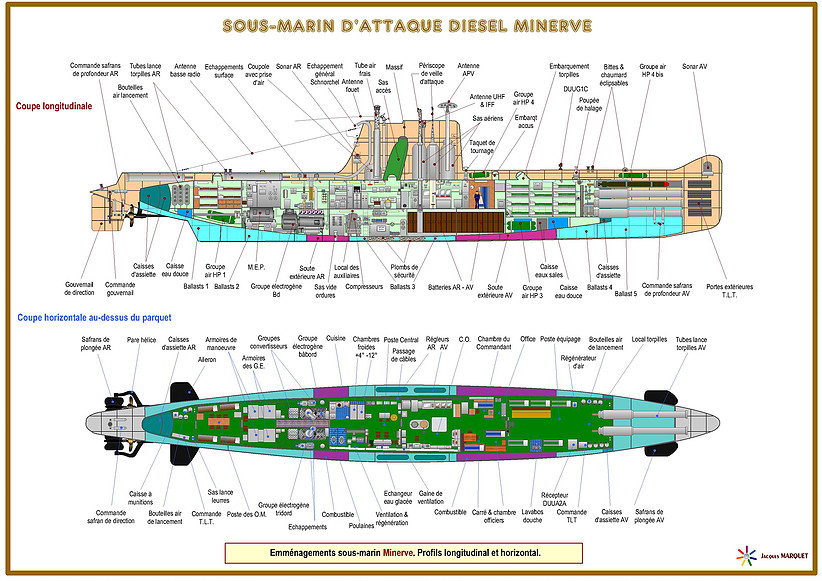 SOUS-MARIN D'ATTAQUE DIESEL MINERVE
Coupe longitudinale
Commande safrans
de profondeur AR
Tubes lance
torpilles AR
Bouteilles
air lancement
Antenne
basse radio
Echappements
surface
Coupole
avec prise
d'air
Sonar AR
Echappement
général
Schnorchel
Antenne
fouet
Tube air
frais
Sas
accés
Massif
Périscope
de veille
d'attaque
Antenne
APV
Antenne UHF
& IFF
Sas aériens
Taquet de
tournage
Groupe
air HP 4
Embarqt
accus
Embarquement
torpilles
DUUG1C
Poupée
de halage
Bittes &
chaumard
éclipsables
Groupe air
HP 4 bis
Sonar AV
Gouvernail
de direction
Commande
gouvernail
Caisses
d'assiette
Caisse
eau douce
Ballasts 1
Groupe
air HP 1
Ballasts 2
M.E.P.
Groupe électrogène
Bd
Soute
extérieure AR
Sas vide
ordures
Local des
auxiliaires
Compresseurs
Plombs de
sécurité
Ballasts 3
Batteries AR - AV
Soute
extérieure AV
Groupe
air HP 3
Caisse
eaux sales
Caisse
eau douce
Ballasts 4
Caisses
d'assiette
Ballast 5
Commande safrans
de profondeur AV
Portes extérieures
T.L.T.
Coupe horizontale au-dessus du parquet
Safrans de
plongée AR
Pare hélice
Caisses
d'assiette AR
Aileron
Armoires de
manoeuvre
Armoires
des G.E.
Groupes
convertisseurs
Groupe
électrogène
bâbord
Cuisine
Chambres
froides
+4° -12°
Poste Central
Passage
de câbles
Régleurs
AR AV
C.O.
Chambre du
Commandant
Office
Poste équipage
Régénérateur
d'air
Bouteilles air
de lancement
Local torpilles
Tubes lance
torpilles AV
Commande
safran de direction
Caisse à
munitions
Bouteilles air
de lancement
Commande
T.L.T.
Sas lance
leurres
Poste des O.M.
Groupe électrogène
tribord
Echappements
Combustible
Poulaines
Ventilation &
régénération
Echangeur
eau glacée
Gaine de
ventilation
Combustible
Carré & chambre
officiers
Lavabos
douche
Récepteur
DUUA2A
Commande
TLT
Caisses
d'assiette AV
Safrans de
plongée AV
Emménagements sous-marin Minerve. Profils longitudinal et horizontal.
Jacques MARQUET